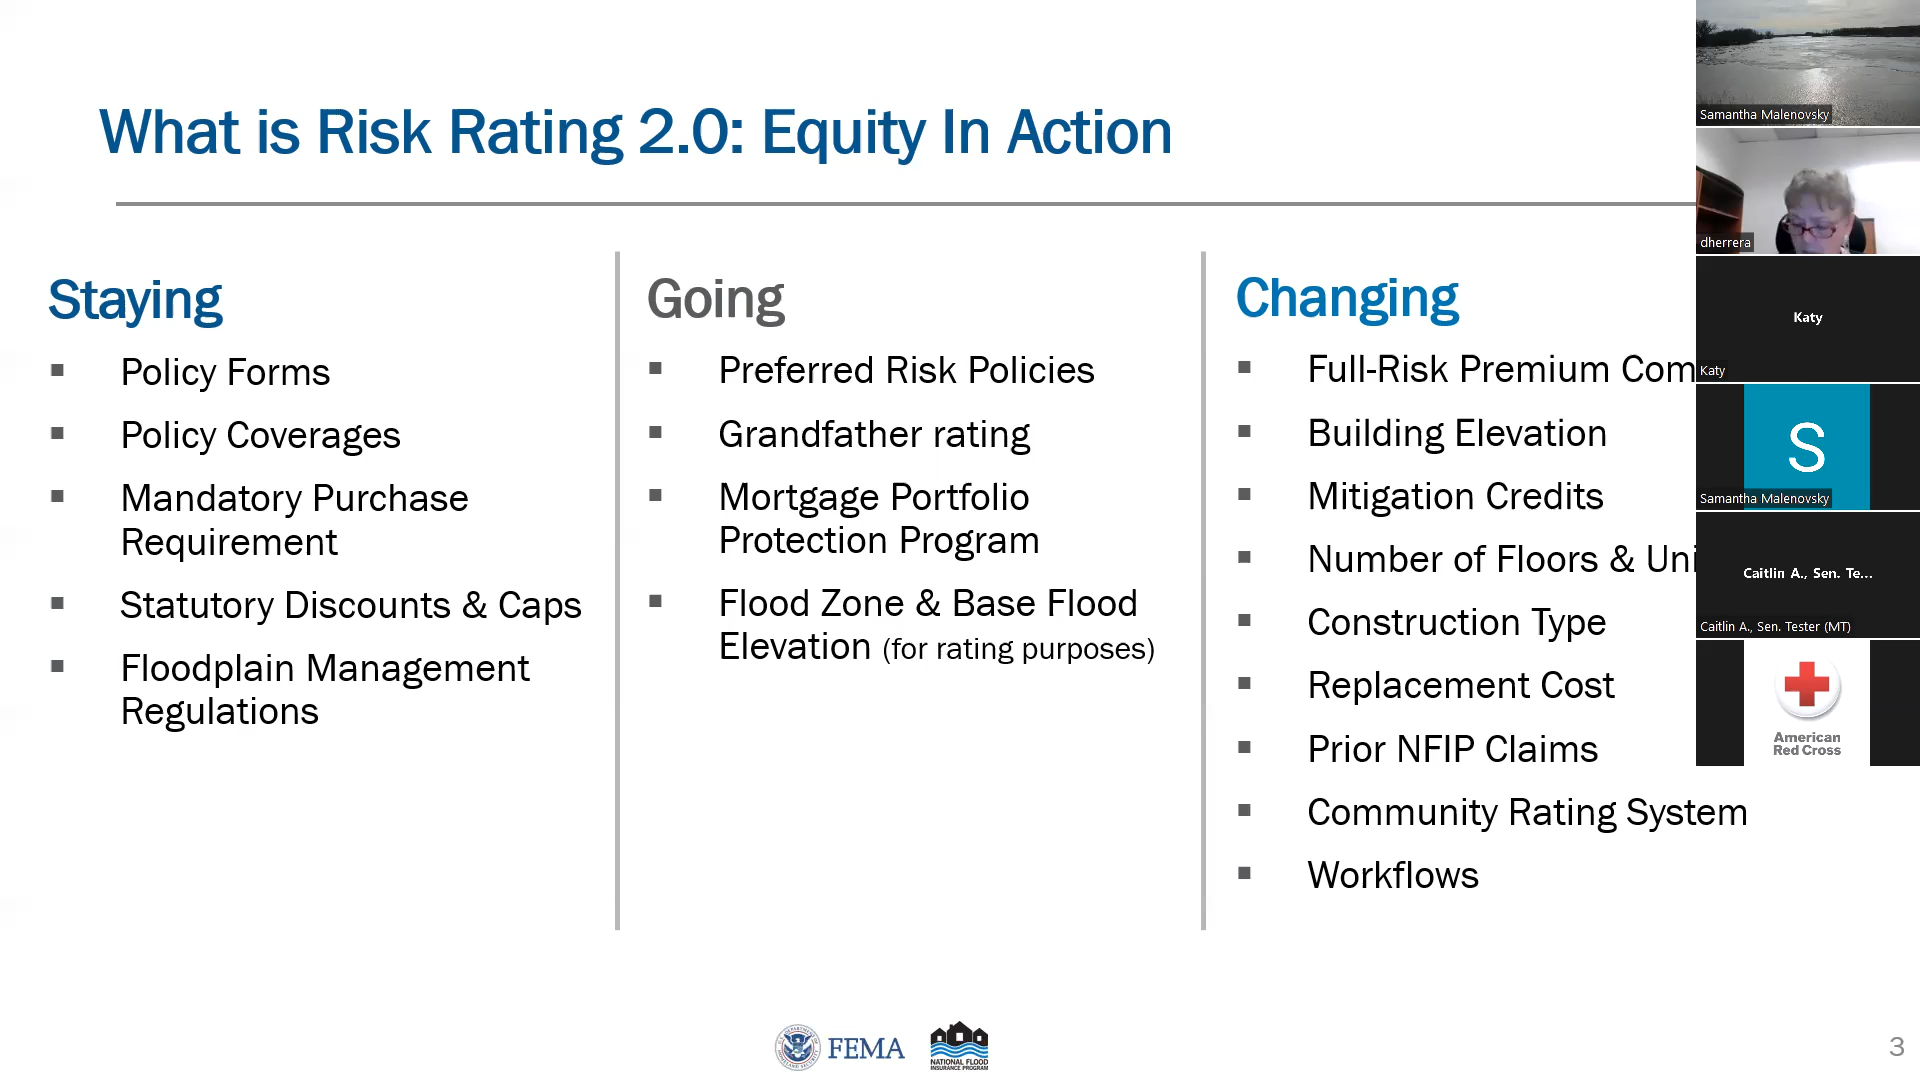 What is Risk Rating 2.0: Equity In Action
Staying
Policy Forms
Policy Coverages
Mandatory Purchase
Requirement
Statutory Discounts & Caps
Floodplain Management
Regulations
Going
Preferred Risk Policies
Grandfather rating
Mortgage Portfolio
Protection Program
Flood Zone & Base Flood
Elevation (for rating purposes)
Changing
Full-Risk Premium Com
Building Elevation
Mitigation Credits
Number of Floors & Uni
Construction Type
Replacement Cost
Prior NFIP Claims
Community Rating System
Workflows
Samantha Malenovsky
dherrera
Katy
Katy
S
Samantha Malenovsky
Caitlin A., Sen. Te...
Caitlin A., Sen. Tester (MT)
American
Red Cross
FEMA
NATIONAL FLOOD
INSURANCE PROGRAM
3